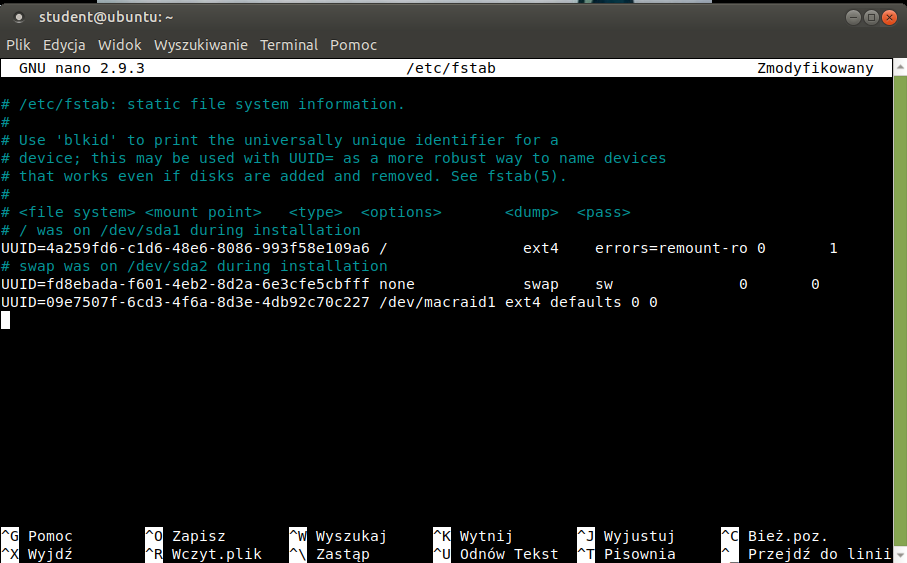 student@ubuntu: ~
Plik Edycja Widok Wyszukiwanie Terminal Pomoc
GNU nano 2.9.3 /etc/fstab Zmodyfikowany
# /etc/fstab: static file system information.
#
# Use 'blkid' to print the universally unique identifier for a
# device; this may be used with UUID= as a more robust way to name devices
# that works even if disks are added and removed. See fstab(5).
#
# <file system> <mount point>   <type>  <options>       <dump>  <pass>
# / was on /dev/sda1 during installation
UUID=4a259fd6-c1d6-48e6-8086-993f58e109a6 /               ext4    errors=remount-ro 0       1
# swap was on /dev/sda2 during installation
UUID=fd8ebada-f601-4eb2-8d2a-6e3cfe5cbfff none            swap    sw              0       0
UUID=09e7507f-6cd3-4f6a-8d3e-4db92c70c227 /dev/macraid1 ext4 defaults 0 0
^G Pomoc ^O Zapisz ^W Wyszukaj ^K Wytnij ^J Wyjustuj ^C Bież.poz.
^X Wyjdź ^R Wczyt.plik ^\ Zastąp ^U Odnów Tekst ^T Pisownia ^_ Przejdź do linii